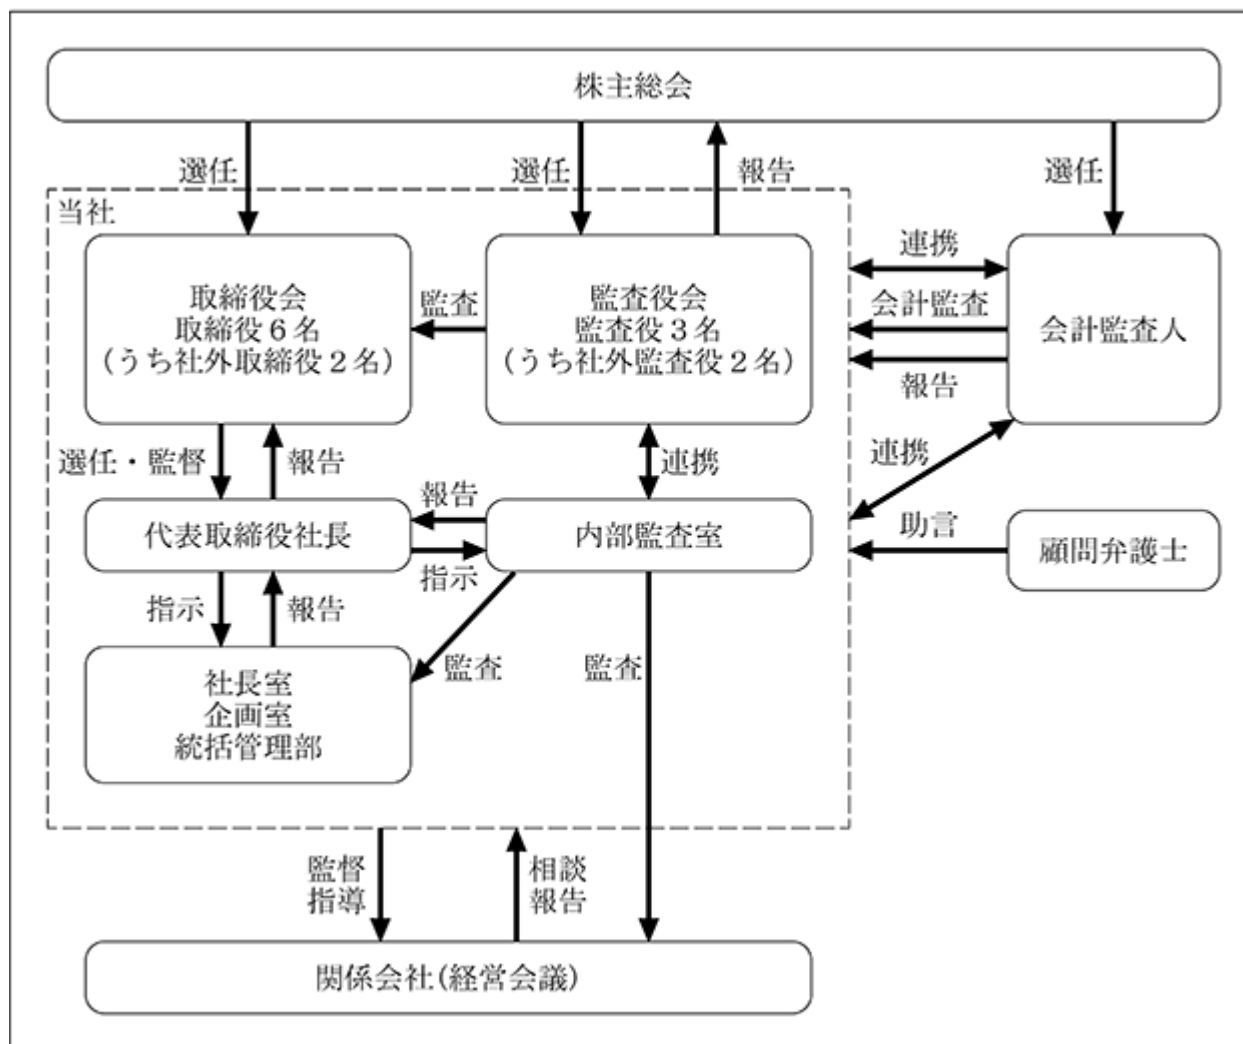 株主総会
選任
選任
報告
選任
当社
取締役会
取締役6名
(うち社外取締役2名)
監査
監査役会
監査役3名
(うち社外監査役2名)
連携
会計監査
報告
会計監査人
選任・監督
報告
連携
連携
代表取締役社長
報告
指示
内部監査室
助言
顧問弁護士
指示
報告
監査
監査
社長室
企画室
統括管理部
監督
指導
相談
報告
関係会社(経営会議)